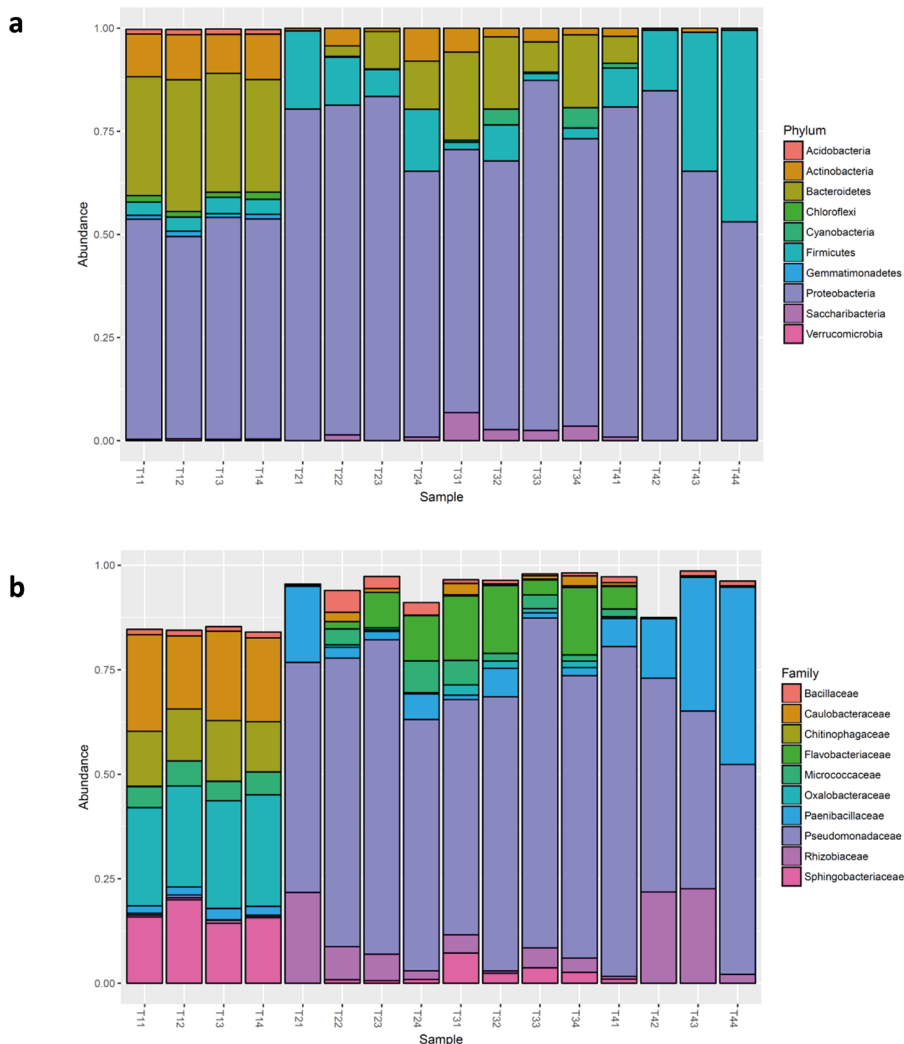 a
1.00
0.75
0.50
0.25
0.00
Abundance
T11
T12
T13
T14
T21
T22
T23
T24
T31
T32
T33
T34
T41
T42
T43
T44
Sample
Phylum
Acidobacteria
Actinobacteria
Bacteroidetes
Chloroflexi
Cyanobacteria
Firmicutes
Gemmatimonadetes
Proteobacteria
Saccharibacteria
Verrucomicrobia
b
1.00
0.75
0.50
0.25
0.00
Abundance
T11
T12
T13
T14
T21
T22
T23
T24
T31
T32
T33
T34
T41
T42
T43
T44
Sample
Family
Bacillaceae
Caulobacteraceae
Chitinophagaceae
Flavobacteriaceae
Micrococcaceae
Oxalobacteraceae
Paenibacillaceae
Pseudomonadaceae
Rhizobiaceae
Sphingobacteriaceae